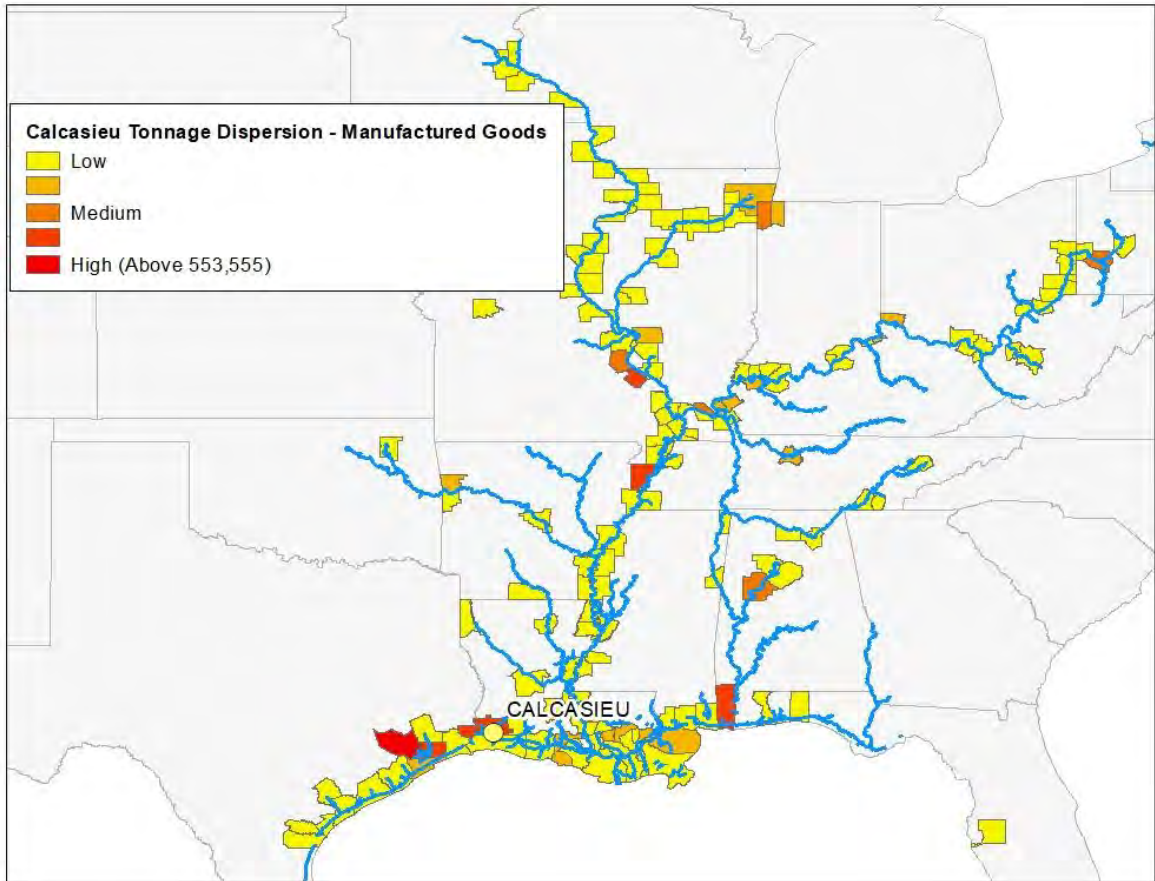 Calcasieu Tonnage Dispersion - Manufactured Goods
Low
Medium
High (Above 553,555)
CALCASIEU